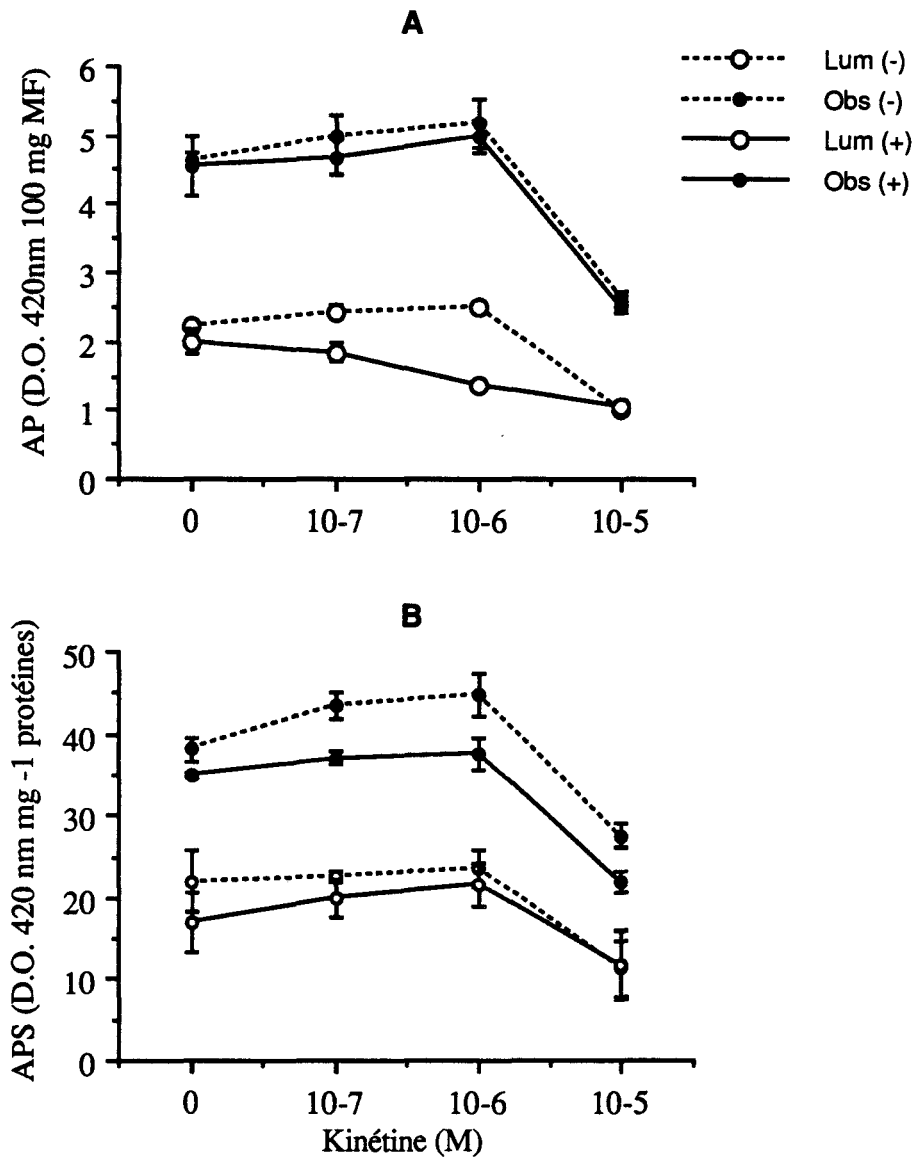 A
Lum (-)
Obs (-)
Lum (+)
Obs (+)
AP (D.O. 420nm 100 mg MF)
6
5
4
3
2
1
0
0 10-7 10-6 10-5
B
APS (D.O. 420 nm mg -1 protéines)
50
40
30
20
10
0
0 10-7 10-6 10-5
Kinétine (M)